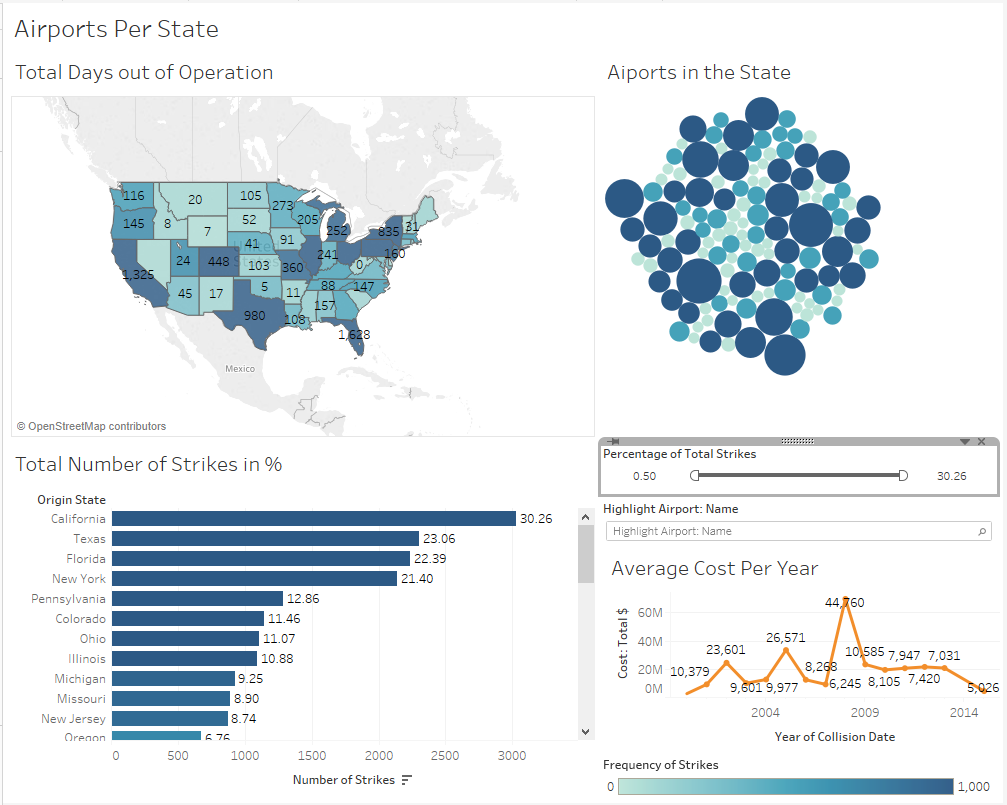 Airports Per State
Total Days out of Operation
Aiports in the State
116
20
105
273
145
8
52
205
252
835
31
7
41
91
241
160
1,325
24
448
103
360
0
45
17
5
11
88
147
157
980
108
1,628
Mexico
© OpenStreetMap contributors
Percentage of Total Strikes
0.50
30.26
Highlight Airport: Name
Highlight Airport: Name
Total Number of Strikes in %
Origin State
California 30.26
Texas 23.06
Florida 22.39
New York 21.40
Pennsylvania 12.86
Colorado 11.46
Ohio 11.07
Illinois 10.88
Michigan 9.25
Missouri 8.90
New Jersey 8.74
Oregon 6.76
0 500 1000 1500 2000 2500 3000
Number of Strikes
Average Cost Per Year
Cost: Total $
60M
40M
20M
0M
10,379
23,601
9,601
9,977
26,571
8,268
6,245
44,760
10,585
8,105
7,947
7,420
7,031
5,026
2004 2009 2014
Year of Collision Date
Frequency of Strikes
0 1,000